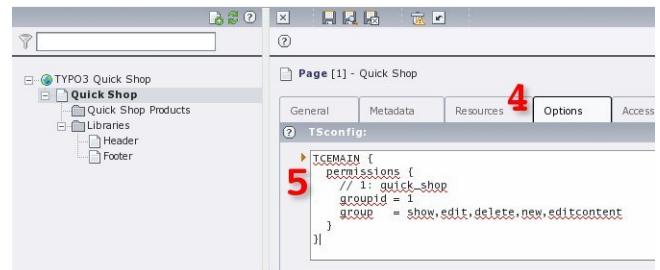 TYPO3 Quick Shop
Quick Shop
Quick Shop Products
Libraries
Header
Footer
Page [1] - Quick Shop
General Metadata Resources 4 Options Access
TSconfig:
5
TCEMAIN {
permissions {
// 1: quick_shop
groupid = 1
group = show,edit,delete,new,editcontent
}
}